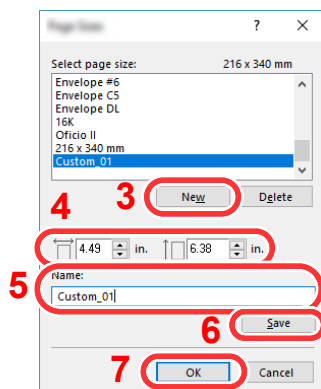 Page Sizes ? ×
Select page size: 216 x 340 mm
Envelope #6
Envelope C5
Envelope DL
16K
Oficio II
216 x 340 mm
Custom_01
3 New Delete
4
4.49 in. 6.38 in.
5 Name:
Custom_01
6 Save
7 OK Cancel